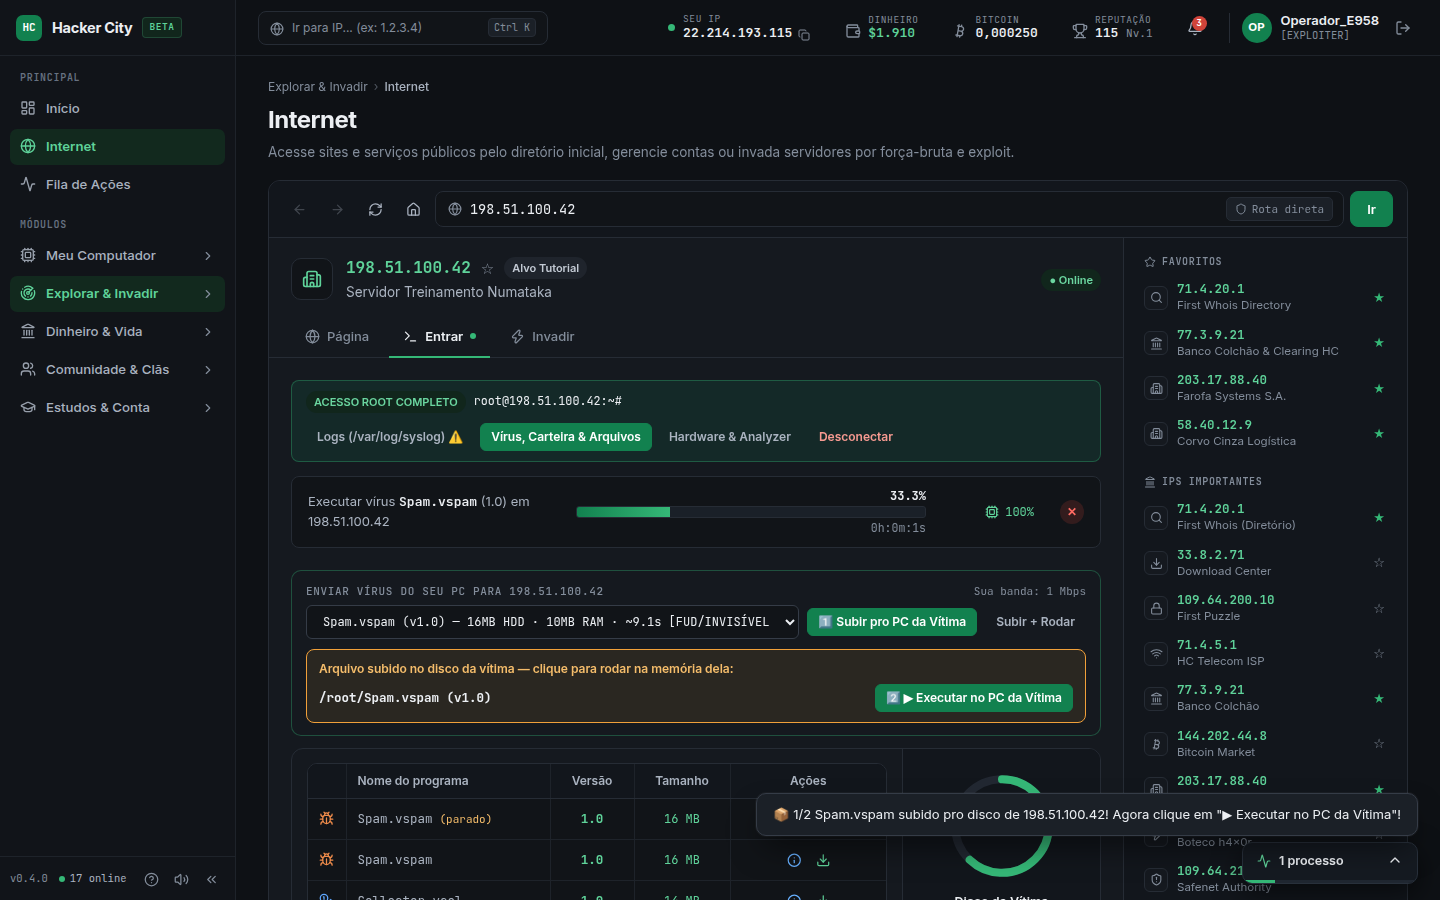 HC Hacker City BETA
Ir para IP... (ex: 1.2.3.4) Ctrl K
SEU IP
22.214.193.115
DINHEIRO
$1.910
BITCOIN
0,000250
REPUTAÇÃO
115 Nv.1
3
OP
Operador_E958
[EXPLOITER]
PRINCIPAL
Início
Internet
Fila de Ações
MÓDULOS
Meu Computador
Explorar & Invadir
Dinheiro & Vida
Comunidade & Clãs
Estudos & Conta
v0.4.0 17 online
Explorar & Invadir › Internet
Internet
Acesse sites e serviços públicos pelo diretório inicial, gerencie contas ou invada servidores por força-bruta e exploit.
198.51.100.42 Rota direta Ir
198.51.100.42 ☆ Alvo Tutorial
Servidor Treinamento Numataka
Online
Página Entrar Invadir
ACESSO ROOT COMPLETO root@198.51.100.42:~#
Logs (/var/log/syslog) ⚠️ Vírus, Carteira & Arquivos Hardware & Analyzer Desconectar
Executar vírus Spam.vspam (1.0) em
198.51.100.42
33.3%
0h:0m:1s
100%
ENVIAR VÍRUS DO SEU PC PARA 198.51.100.42 Sua banda: 1 Mbps
Spam.vspam (v1.0) — 16MB HDD · 10MB RAM · ~9.1s [FUD/INVISÍVEL
1️⃣ Subir pro PC da Vítima Subir + Rodar
Arquivo subido no disco da vítima — clique para rodar na memória dela:
/root/Spam.vspam (v1.0) 2️⃣ ▶ Executar no PC da Vítima
Nome do programa Versão Tamanho Ações
Spam.vspam (parado) 1.0 16 MB
Spam.vspam 1.0 16 MB
FAVORITOS
71.4.20.1
First Whois Directory
77.3.9.21
Banco Colchão & Clearing HC
203.17.88.40
Farofa Systems S.A.
58.40.12.9
Corvo Cinza Logística
IPS IMPORTANTES
71.4.20.1
First Whois (Diretório)
33.8.2.71
Download Center
109.64.200.10
First Puzzle
71.4.5.1
HC Telecom ISP
77.3.9.21
Banco Colchão
144.202.44.8
Bitcoin Market
203.17.88.40
📦 1/2 Spam.vspam subido pro disco de 198.51.100.42! Agora clique em "▶ Executar no PC da Vítima"!
Boteco h4x0r
1 processo
109.64.21
Safenet Authority